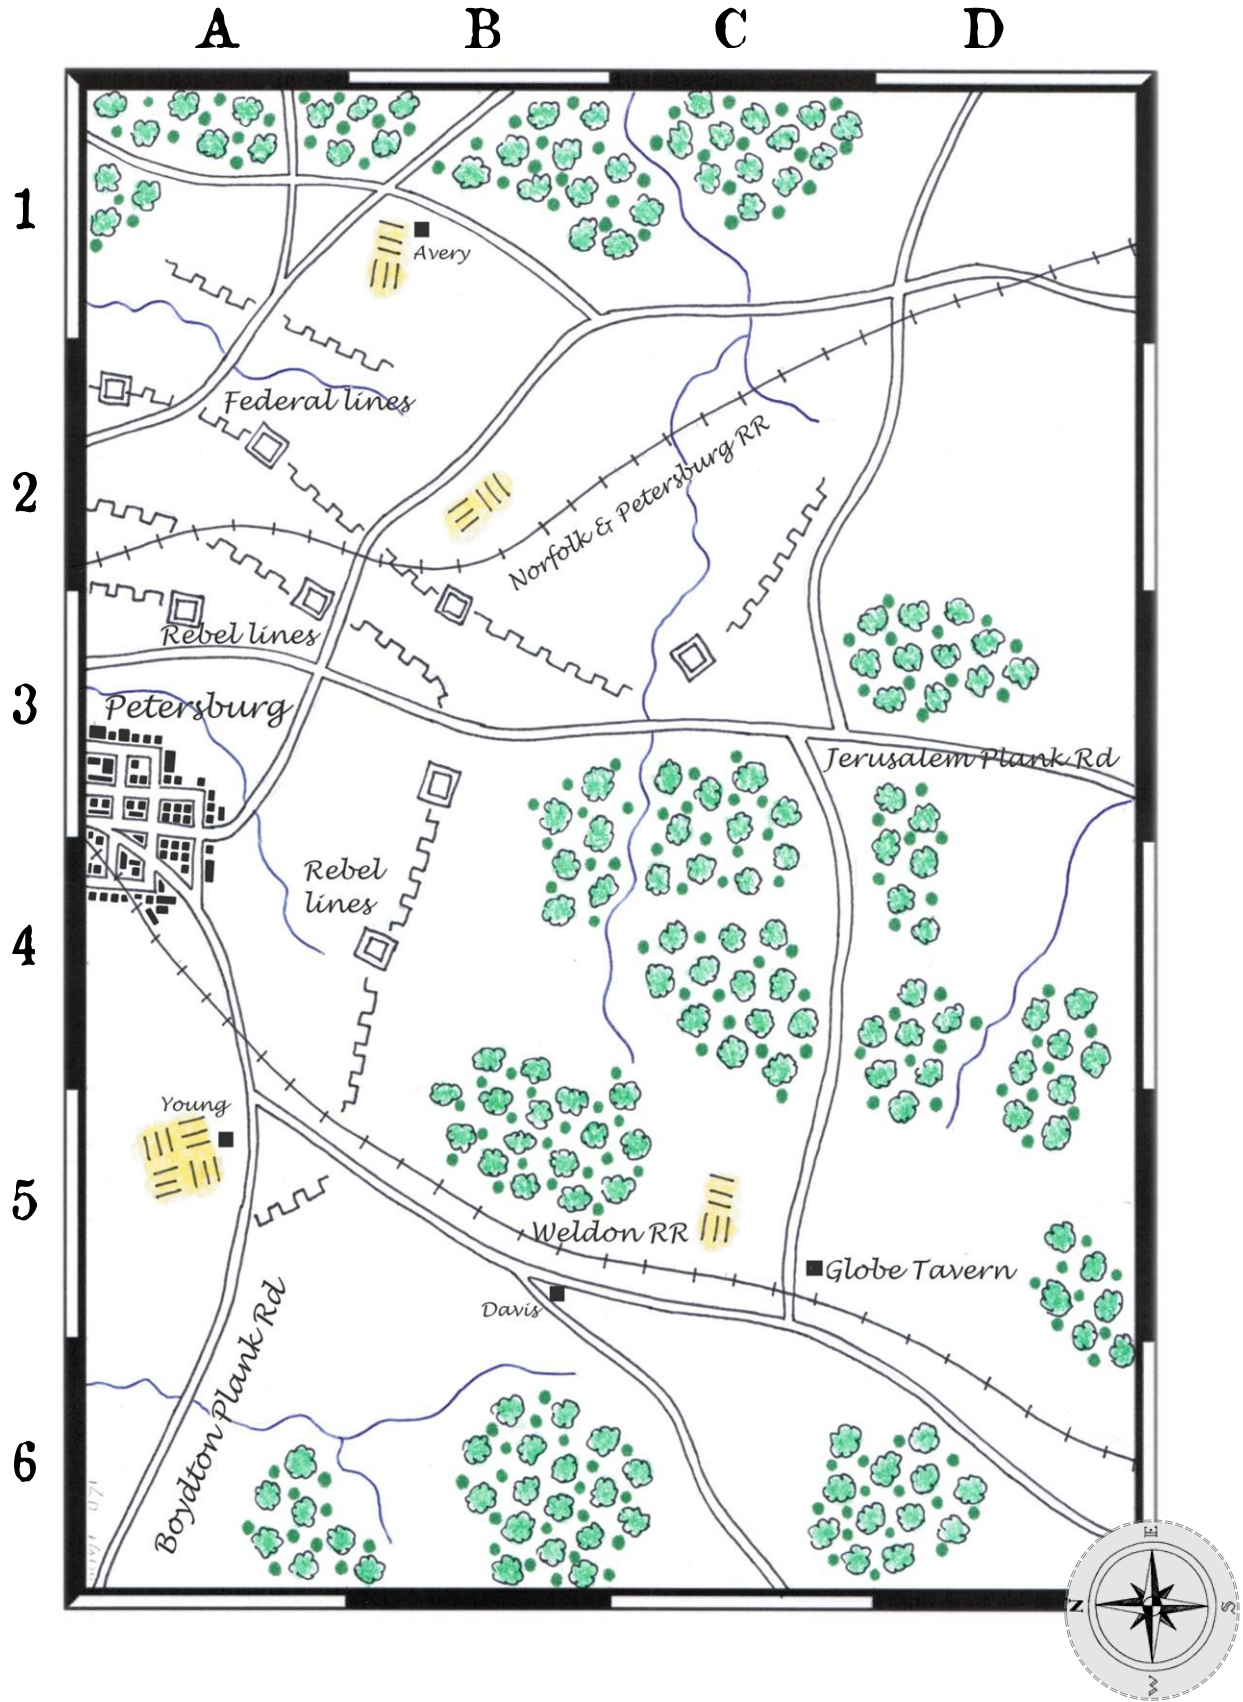 A B C D
1
Avery
Federal lines
2
Norfolk & Petersburg RR
Rebel lines
3
Petersburg
Jerusalem Plank Rd
Rebel
lines
4
Young
5
Weldon RR
Globe Tavern
Davis
Boydton Plank Rd
6
E
N
S
W